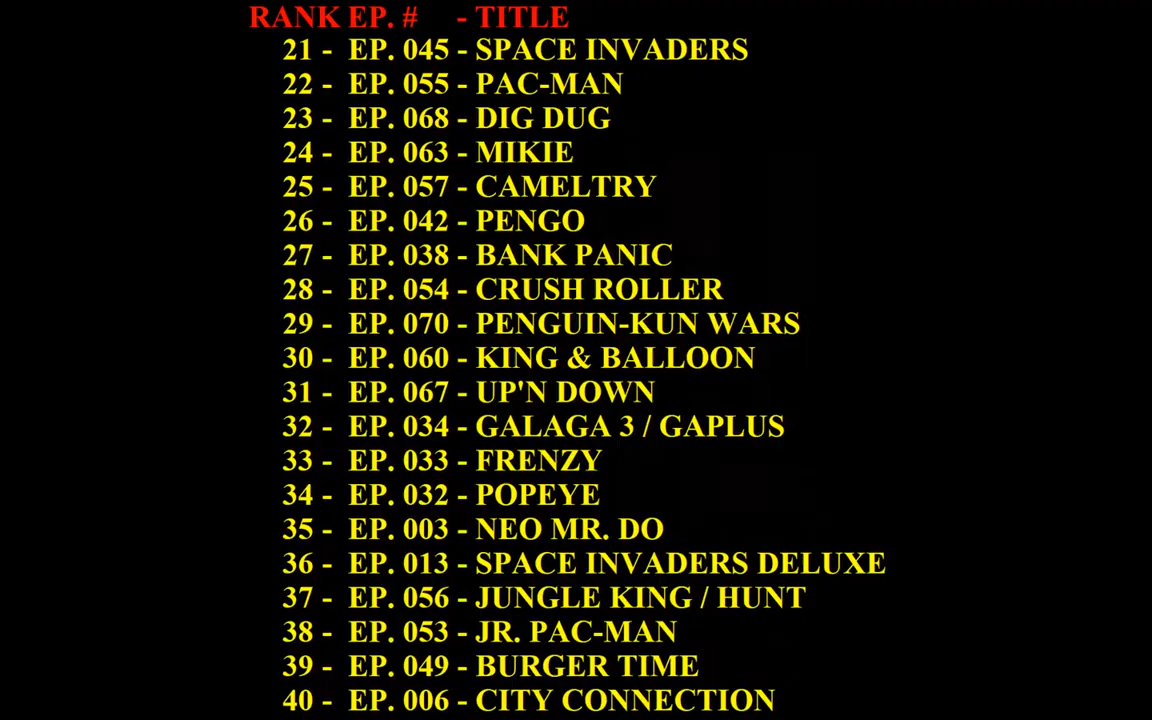 RANK EP. # - TITLE
21 - EP. 045 - SPACE INVADERS
22 - EP. 055 - PAC-MAN
23 - EP. 068 - DIG DUG
24 - EP. 063 - MIKIE
25 - EP. 057 - CAMELTRY
26 - EP. 042 - PENGO
27 - EP. 038 - BANK PANIC
28 - EP. 054 - CRUSH ROLLER
29 - EP. 070 - PENGUIN-KUN WARS
30 - EP. 060 - KING & BALLOON
31 - EP. 067 - UP'N DOWN
32 - EP. 034 - GALAGA 3 / GAPLUS
33 - EP. 033 - FRENZY
34 - EP. 032 - POPEYE
35 - EP. 003 - NEO MR. DO
36 - EP. 013 - SPACE INVADERS DELUXE
37 - EP. 056 - JUNGLE KING / HUNT
38 - EP. 053 - JR. PAC-MAN
39 - EP. 049 - BURGER TIME
40 - EP. 006 - CITY CONNECTION